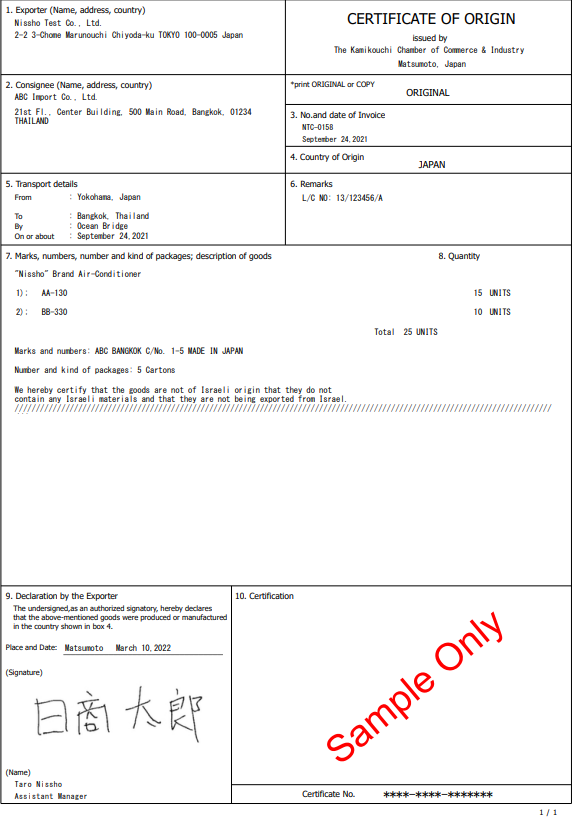 1. Exporter (Name, address, country)
Nissho Test Co., Ltd.
2-2 3-Chome Marunouchi Chiyoda-ku TOKYO 100-0005 Japan
CERTIFICATE OF ORIGIN
issued by
The Kamikouchi Chamber of Commerce & Industry
Matsumoto, Japan
2. Consignee (Name, address, country)
ABC Import Co., Ltd.
21st Fl., Center Building, 500 Main Road, Bangkok, 01234
THAILAND
*print ORIGINAL or COPY
ORIGINAL
3. No.and date of Invoice
NTC-0158
September 24,2021
4. Country of Origin
JAPAN
5. Transport details
From : Yokohama, Japan
To : Bangkok, Thailand
By : Ocean Bridge
On or about : September 24,2021
6. Remarks
L/C NO: 13/123456/A
7. Marks, numbers, number and kind of packages; description of goods
8. Quantity
"Nissho" Brand Air-Conditioner
1): AA-130 15 UNITS
2): BB-330 10 UNITS
Total 25 UNITS
Marks and numbers: ABC BANGKOK C/No. 1-5 MADE IN JAPAN
Number and kind of packages: 5 Cartons
We hereby certify that the goods are not of Israeli origin that they do not
contain any Israeli materials and that they are not being exported from Israel.
9. Declaration by the Exporter
The undersigned,as an authorized signatory, hereby declares
that the above-mentioned goods were produced or manufactured
in the country shown in box 4.
Place and Date: Matsumoto March 10,2022
(Signature)
日商 太郎
(Name)
Taro Nissho
Assistant Manager
10. Certification
Sample Only
Certificate No. ****-****-*******
1 / 1